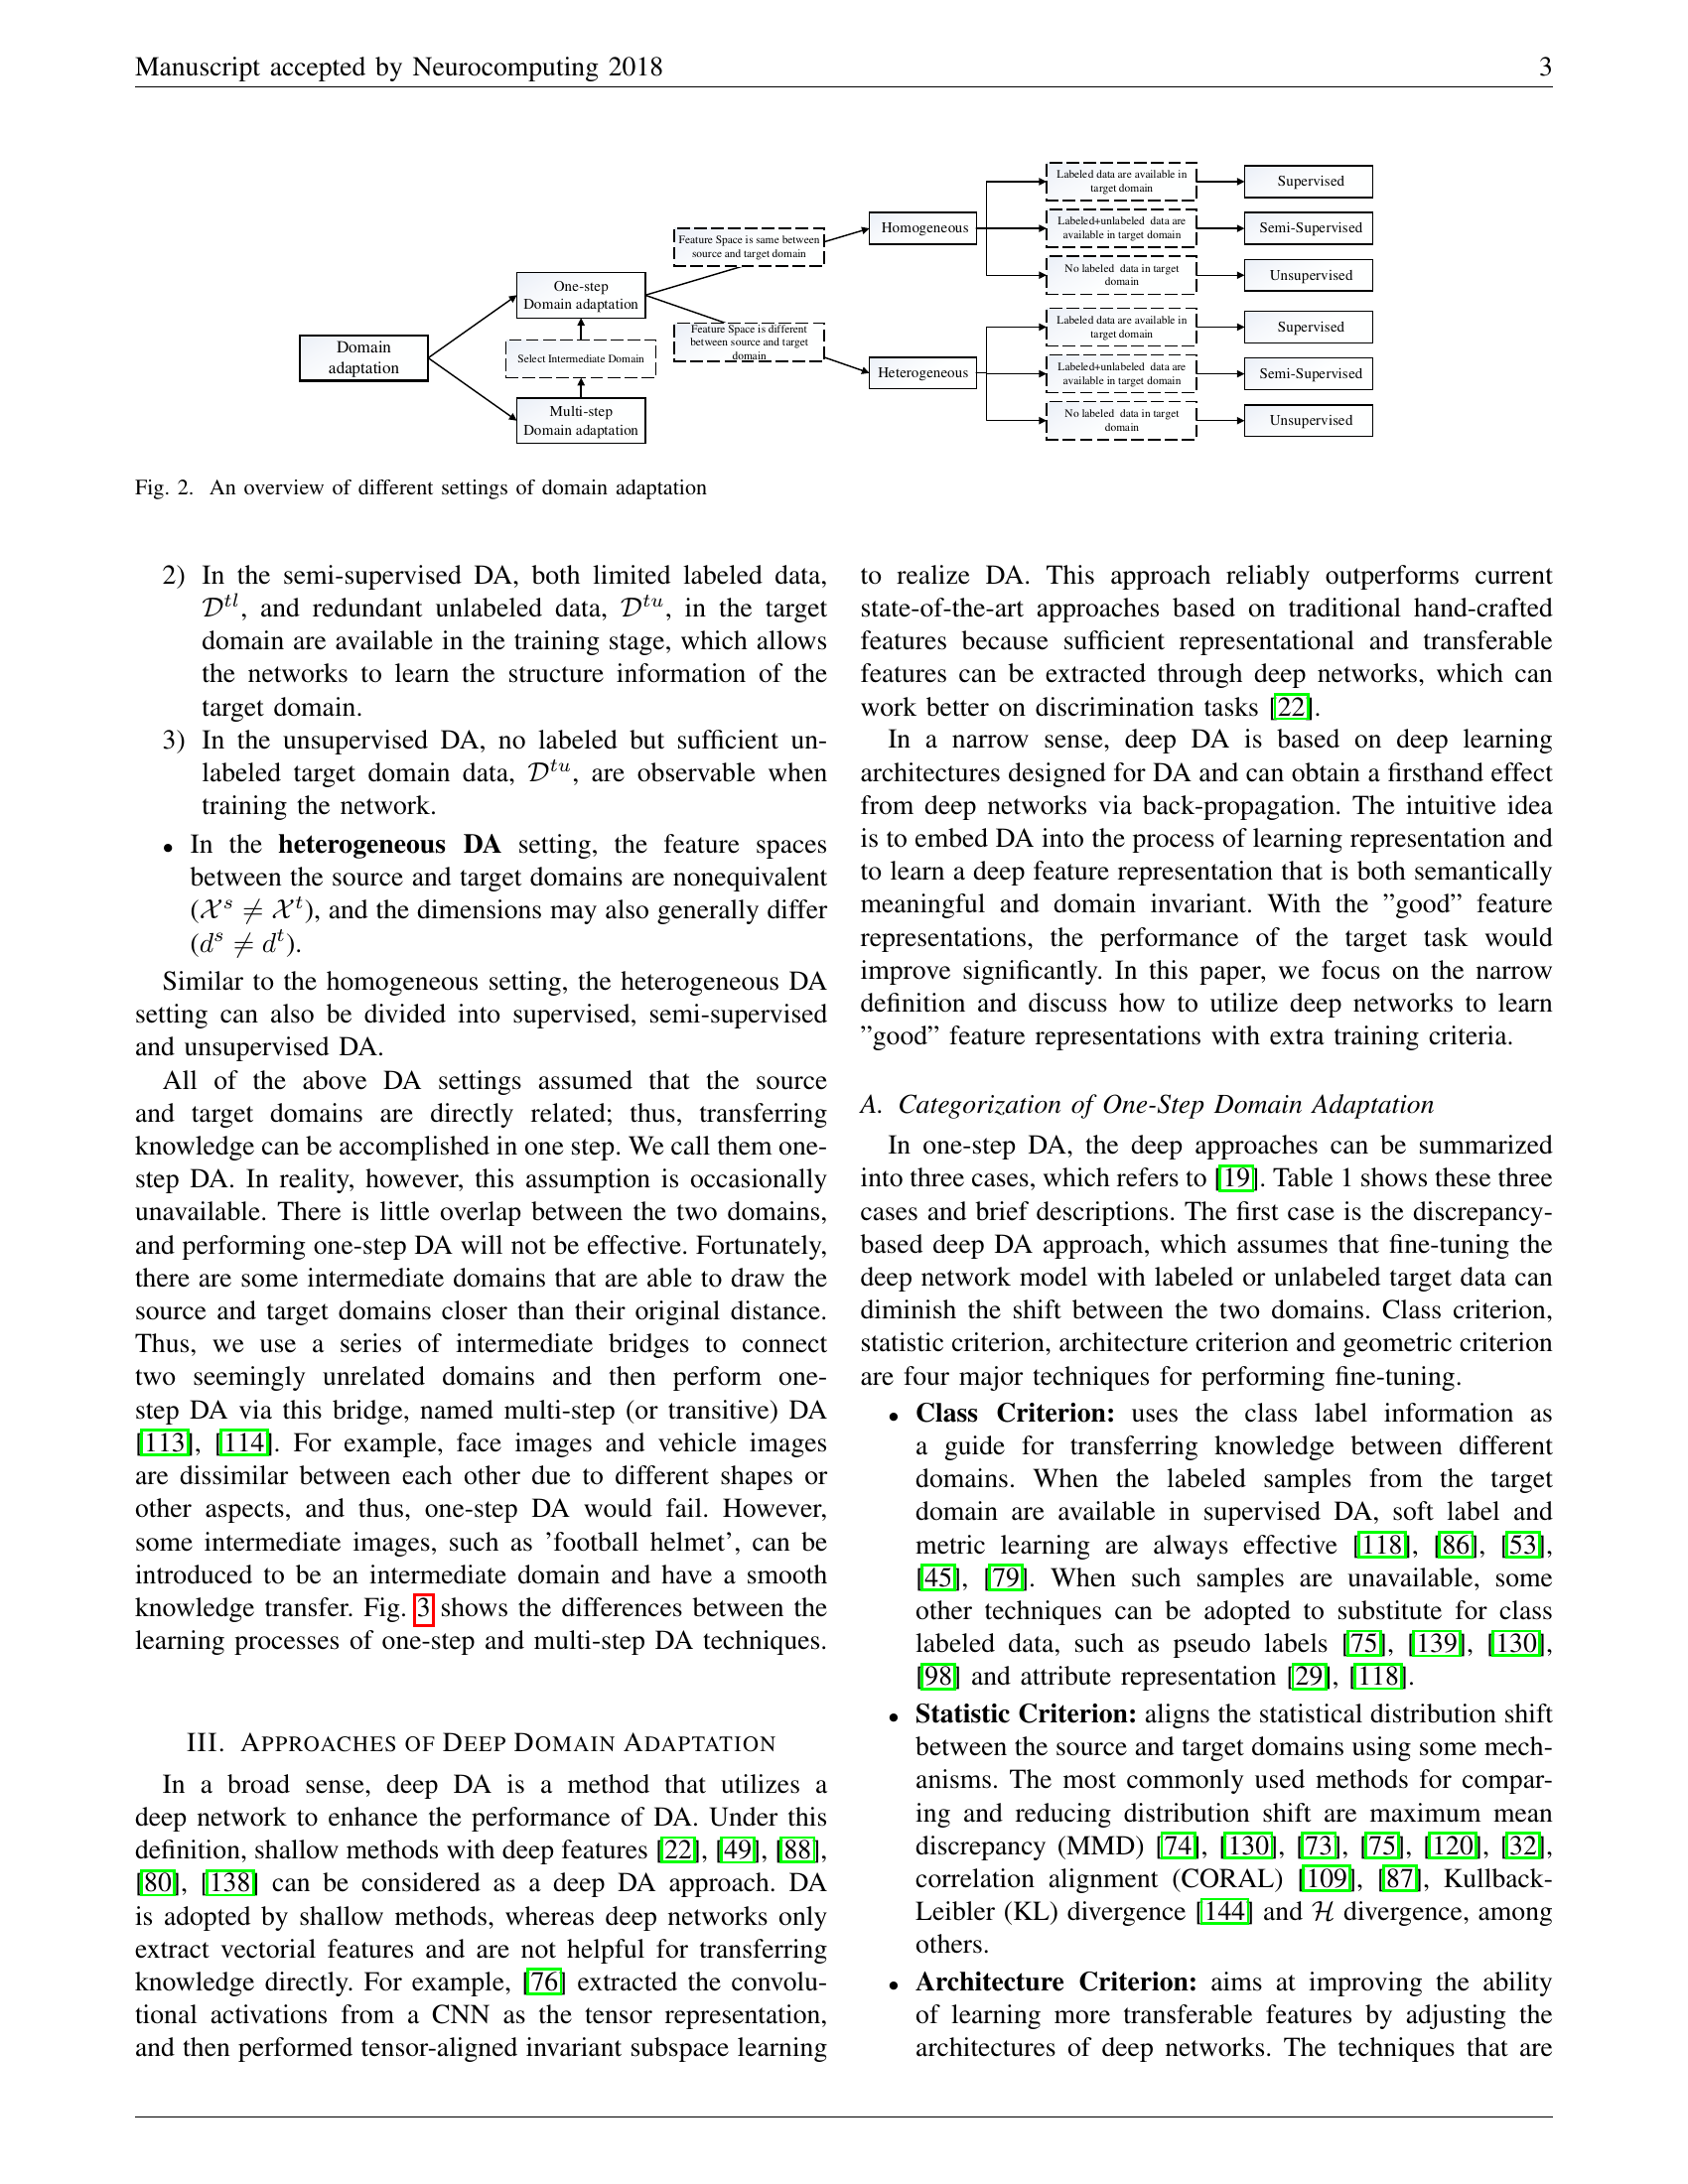 Manuscript accepted by Neurocomputing 2018 3
Domain
adaptation
One-step
Domain adaptation
Select Intermediate Domain
Multi-step
Domain adaptation
Feature Space is same between
source and target domain
Feature Space is different
between source and target
domain
Homogeneous
Heterogeneous
Labeled data are available in
target domain
Supervised
Labeled+unlabeled data are
available in target domain
Semi-Supervised
No labeled data in target
domain
Unsupervised
Labeled data are available in
target domain
Supervised
Labeled+unlabeled data are
available in target domain
Semi-Supervised
No labeled data in target
domain
Unsupervised
Fig. 2. An overview of different settings of domain adaptation
2) In the semi-supervised DA, both limited labeled data,
𝒟^{tl}, and redundant unlabeled data, 𝒟^{tu}, in the target
domain are available in the training stage, which allows
the networks to learn the structure information of the
target domain.
3) In the unsupervised DA, no labeled but sufficient un-
labeled target domain data, 𝒟^{tu}, are observable when
training the network.
• In the heterogeneous DA setting, the feature spaces
between the source and target domains are nonequivalent
(𝒳^s ≠ 𝒳^t), and the dimensions may also generally differ
(d^s ≠ d^t).
Similar to the homogeneous setting, the heterogeneous DA
setting can also be divided into supervised, semi-supervised
and unsupervised DA.
All of the above DA settings assumed that the source
and target domains are directly related; thus, transferring
knowledge can be accomplished in one step. We call them one-
step DA. In reality, however, this assumption is occasionally
unavailable. There is little overlap between the two domains,
and performing one-step DA will not be effective. Fortunately,
there are some intermediate domains that are able to draw the
source and target domains closer than their original distance.
Thus, we use a series of intermediate bridges to connect
two seemingly unrelated domains and then perform one-
step DA via this bridge, named multi-step (or transitive) DA
[113], [114]. For example, face images and vehicle images
are dissimilar between each other due to different shapes or
other aspects, and thus, one-step DA would fail. However,
some intermediate images, such as ’football helmet’, can be
introduced to be an intermediate domain and have a smooth
knowledge transfer. Fig. 3 shows the differences between the
learning processes of one-step and multi-step DA techniques.
III. APPROACHES OF DEEP DOMAIN ADAPTATION
In a broad sense, deep DA is a method that utilizes a
deep network to enhance the performance of DA. Under this
definition, shallow methods with deep features [22], [49], [88],
[80], [138] can be considered as a deep DA approach. DA
is adopted by shallow methods, whereas deep networks only
extract vectorial features and are not helpful for transferring
knowledge directly. For example, [76] extracted the convolu-
tional activations from a CNN as the tensor representation,
and then performed tensor-aligned invariant subspace learning
to realize DA. This approach reliably outperforms current
state-of-the-art approaches based on traditional hand-crafted
features because sufficient representational and transferable
features can be extracted through deep networks, which can
work better on discrimination tasks [22].
In a narrow sense, deep DA is based on deep learning
architectures designed for DA and can obtain a firsthand effect
from deep networks via back-propagation. The intuitive idea
is to embed DA into the process of learning representation and
to learn a deep feature representation that is both semantically
meaningful and domain invariant. With the ”good” feature
representations, the performance of the target task would
improve significantly. In this paper, we focus on the narrow
definition and discuss how to utilize deep networks to learn
”good” feature representations with extra training criteria.
A. Categorization of One-Step Domain Adaptation
In one-step DA, the deep approaches can be summarized
into three cases, which refers to [19]. Table 1 shows these three
cases and brief descriptions. The first case is the discrepancy-
based deep DA approach, which assumes that fine-tuning the
deep network model with labeled or unlabeled target data can
diminish the shift between the two domains. Class criterion,
statistic criterion, architecture criterion and geometric criterion
are four major techniques for performing fine-tuning.
• Class Criterion: uses the class label information as
a guide for transferring knowledge between different
domains. When the labeled samples from the target
domain are available in supervised DA, soft label and
metric learning are always effective [118], [86], [53],
[45], [79]. When such samples are unavailable, some
other techniques can be adopted to substitute for class
labeled data, such as pseudo labels [75], [139], [130],
[98] and attribute representation [29], [118].
• Statistic Criterion: aligns the statistical distribution shift
between the source and target domains using some mech-
anisms. The most commonly used methods for compar-
ing and reducing distribution shift are maximum mean
discrepancy (MMD) [74], [130], [73], [75], [120], [32],
correlation alignment (CORAL) [109], [87], Kullback-
Leibler (KL) divergence [144] and ℋ divergence, among
others.
• Architecture Criterion: aims at improving the ability
of learning more transferable features by adjusting the
architectures of deep networks. The techniques that are